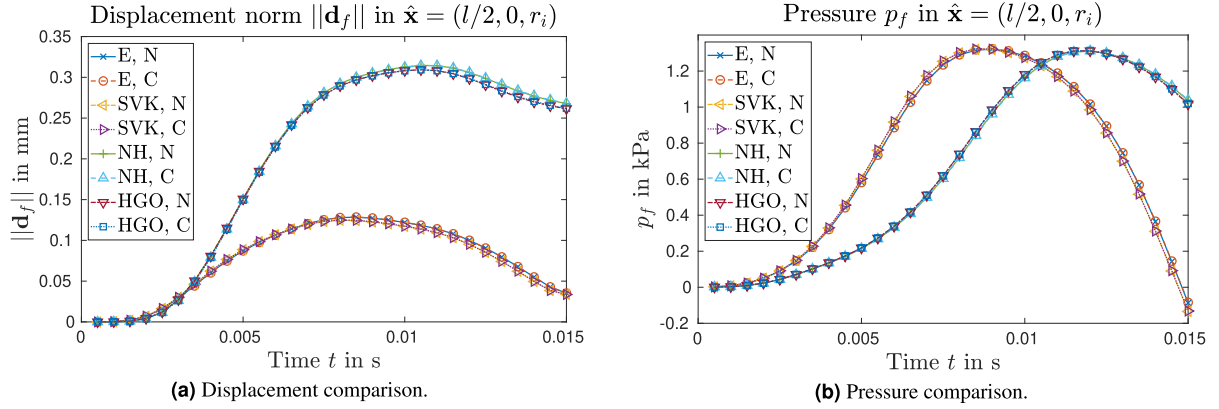 Displacement norm ||d_f|| in x̂ = (l/2, 0, r_i)
0.35
0.3
0.25
0.2
0.15
0.1
0.05
0
||d_f|| in mm
E, N
E, C
SVK, N
SVK, C
NH, N
NH, C
HGO, N
HGO, C
0 0.005 0.01 0.015
Time t in s
(a) Displacement comparison.
Pressure p_f in x̂ = (l/2, 0, r_i)
1.2
1
0.8
0.6
0.4
0.2
0
-0.2
p_f in kPa
E, N
E, C
SVK, N
SVK, C
NH, N
NH, C
HGO, N
HGO, C
0 0.005 0.01 0.015
Time t in s
(b) Pressure comparison.